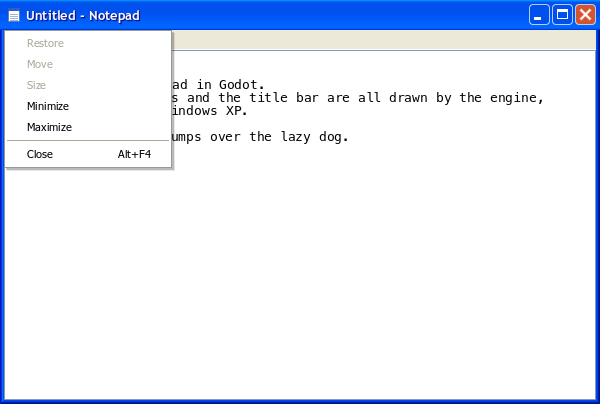 Untitled - Notepad
Restore
Move
Size
Minimize
Maximize
Close Alt+F4
ad in Godot.
s and the title bar are all drawn by the engine,
indows XP.
umps over the lazy dog.